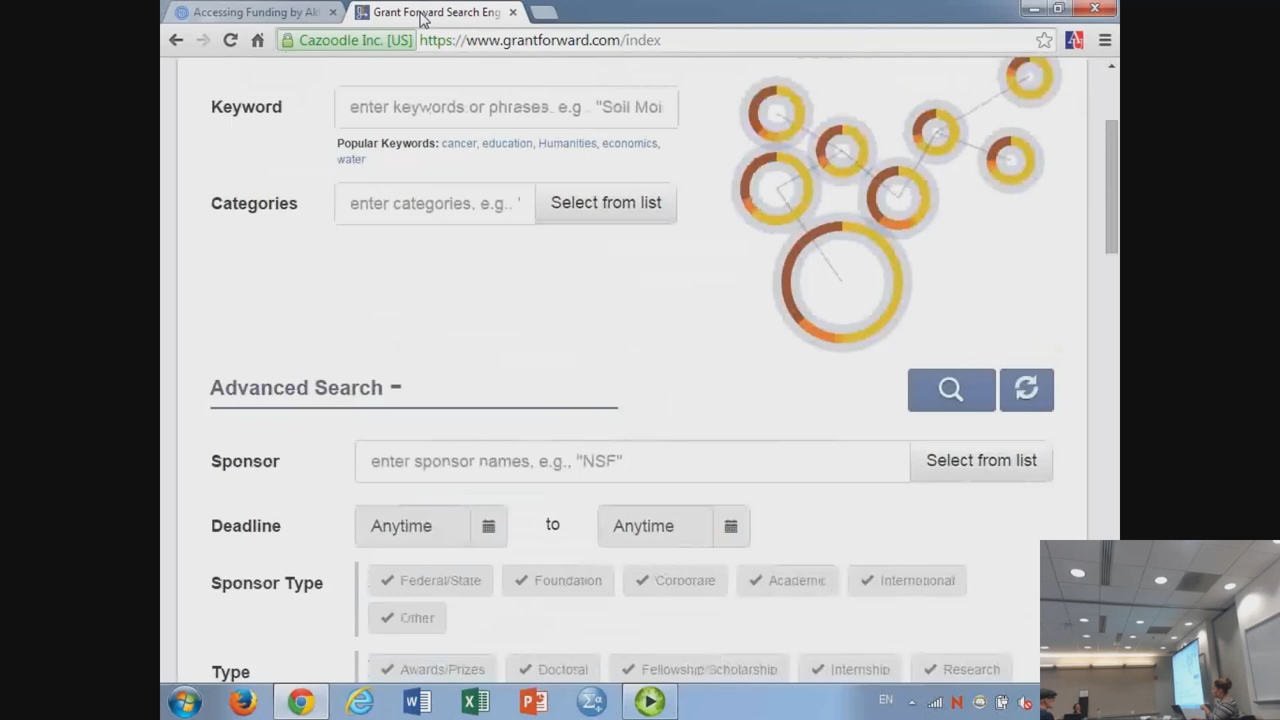 Accessing Funding by Ak
Grant Forward Search Eng
Cazoodle Inc. [US] https://www.grantforward.com/index
Keyword
enter keywords or phrases, e.g., "Soil Moi
Popular Keywords: cancer, education, Humanities, economics,
water
Categories
enter categories, e.g., "
Select from list
Advanced Search -
Sponsor
enter sponsor names, e.g., "NSF"
Select from list
Deadline
Anytime
to
Anytime
Sponsor Type
Federal/State
Foundation
Corporate
Academic
International
Other
Type
Awards/Prizes
Doctoral
Fellowship/Scholarship
Internship
Research
EN